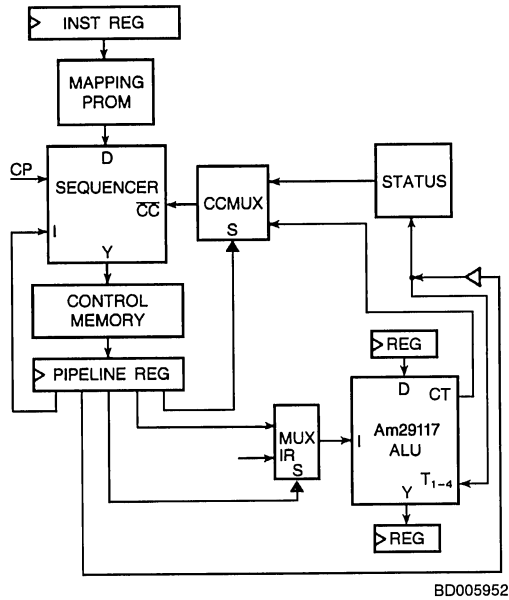 INST REG
MAPPING
PROM
D
CP
SEQUENCER
CC
I
Y
CCMUX
S
STATUS
CONTROL
MEMORY
PIPELINE REG
REG
D
CT
MUX
IR
S
I
Am29117
ALU
T1-4
Y
REG
BD005952